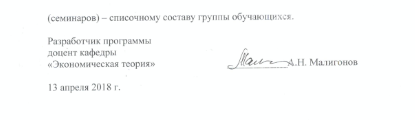 (семинаров) – списочному составу группы обучающихся.
Разработчик программы
доцент кафедры
«Экономическая теория» А.Н. Малигонов
13 апреля 2018 г.